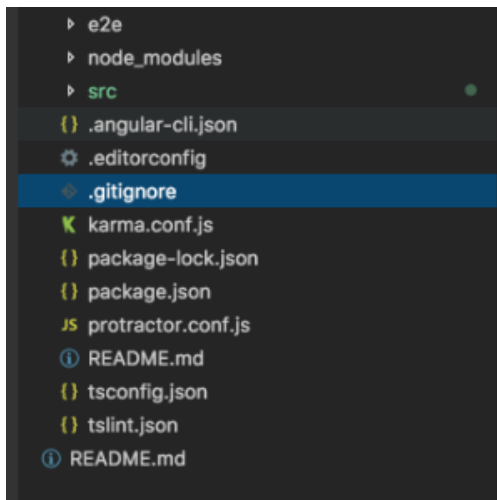 e2e
node_modules
src
{} .angular-cli.json
.editorconfig
.gitignore
K karma.conf.js
{} package-lock.json
{} package.json
JS protractor.conf.js
README.md
{} tsconfig.json
{} tslint.json
README.md